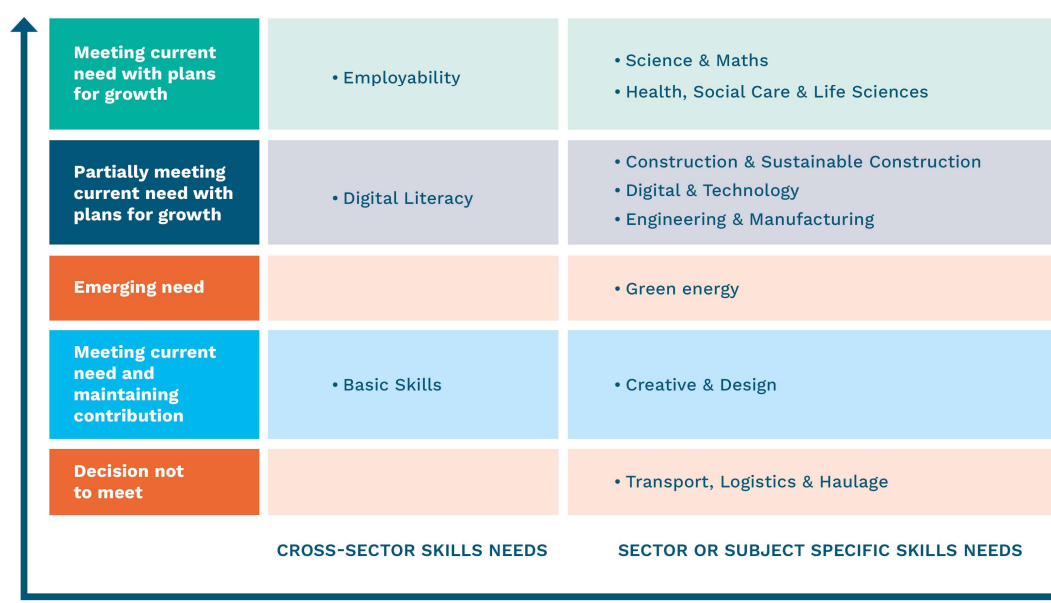 Meeting current
need with plans
for growth
• Employability
• Science & Maths
• Health, Social Care & Life Sciences
Partially meeting
current need with
plans for growth
• Digital Literacy
• Construction & Sustainable Construction
• Digital & Technology
• Engineering & Manufacturing
Emerging need
• Green energy
Meeting current
need and
maintaining
contribution
• Basic Skills
• Creative & Design
Decision not
to meet
• Transport, Logistics & Haulage
CROSS-SECTOR SKILLS NEEDS
SECTOR OR SUBJECT SPECIFIC SKILLS NEEDS